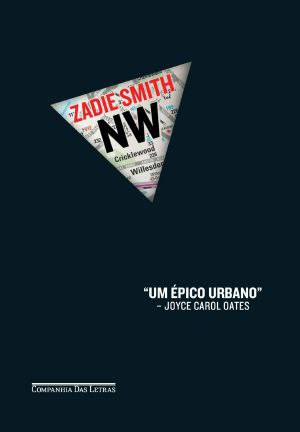 ZADIE SMITH
NW
Cricklewood
Willesden
“UM ÉPICO URBANO”
– JOYCE CAROL OATES
COMPANHIA DAS LETRAS